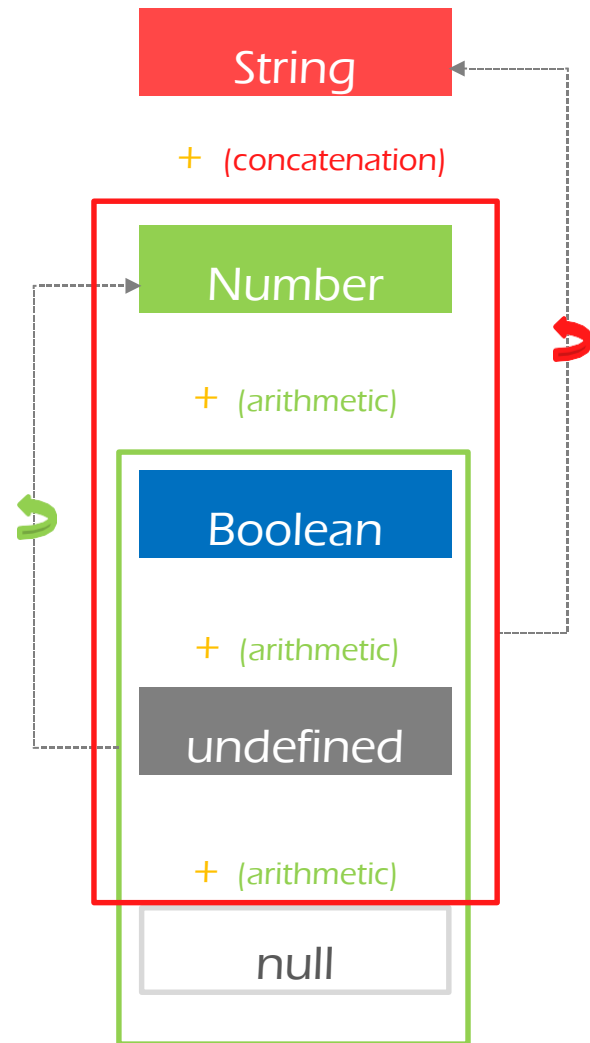 String
+ (concatenation)
Number
+ (arithmetic)
Boolean
+ (arithmetic)
undefined
+ (arithmetic)
null